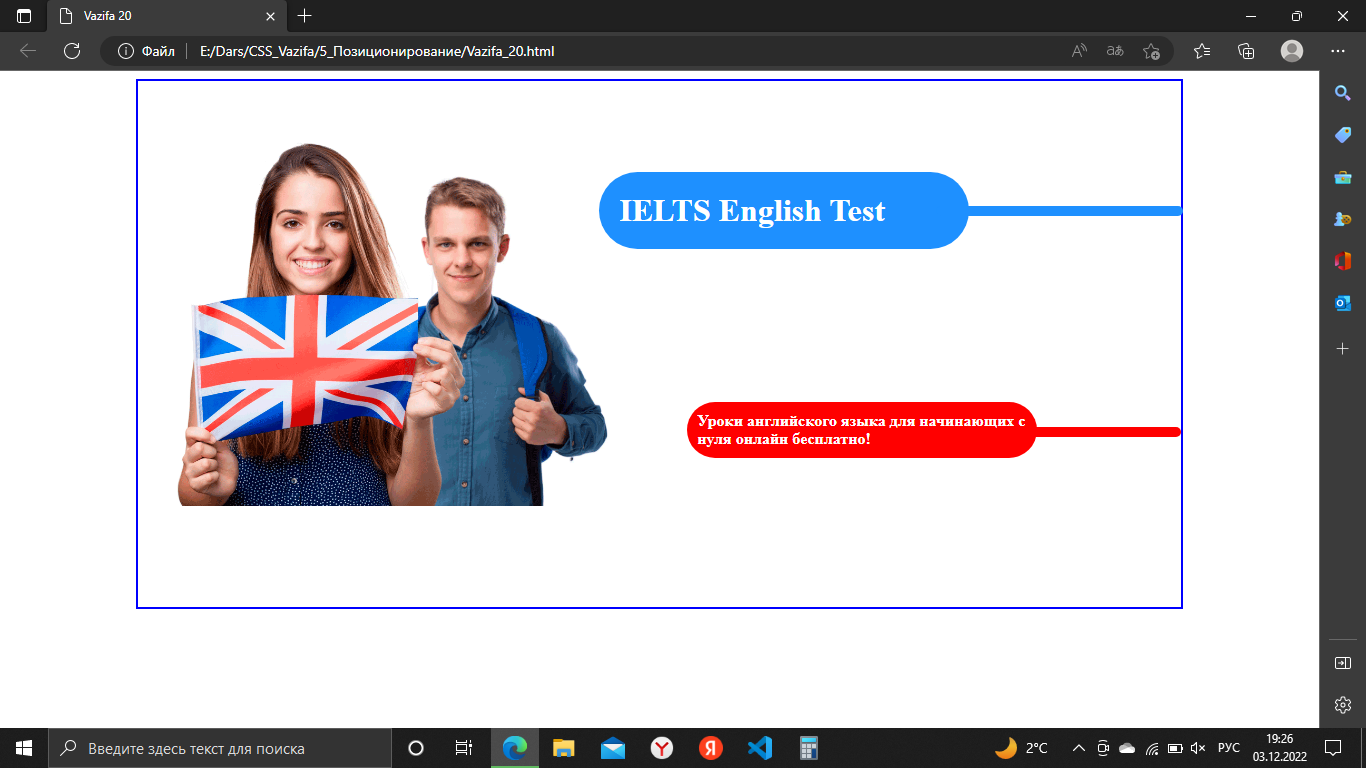 Vazifa 20
Файл
E:/Dars/CSS_Vazifa/5_Позиционирование/Vazifa_20.html
IELTS English Test
Уроки английского языка для начинающих с
нуля онлайн бесплатно!
Введите здесь текст для поиска
2°C
РУС
19:26
03.12.2022